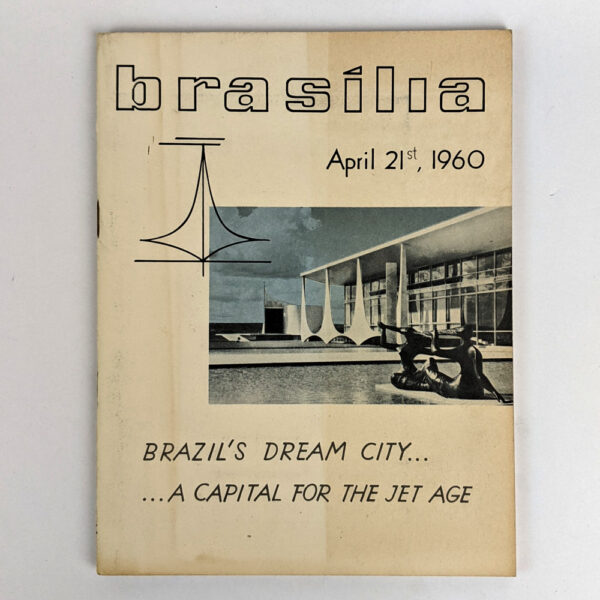 brasília
April 21st, 1960
BRAZIL'S DREAM CITY...
...A CAPITAL FOR THE JET AGE